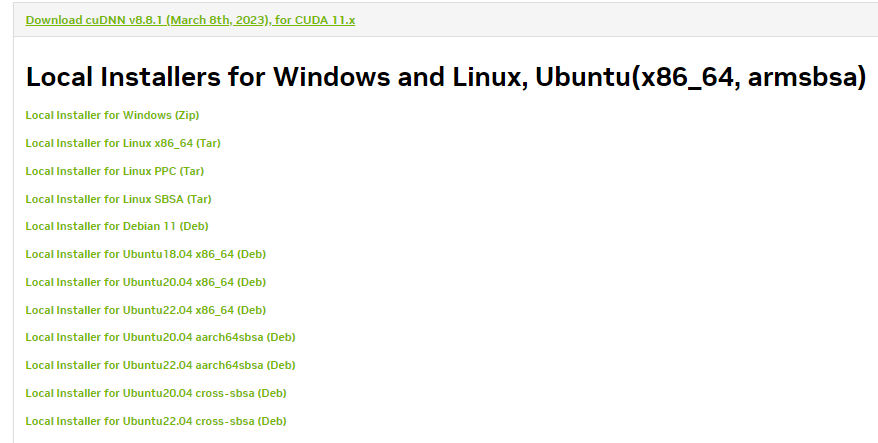 Download cuDNN v8.8.1 (March 8th, 2023), for CUDA 11.x
Local Installers for Windows and Linux, Ubuntu(x86_64, armsbsa)
Local Installer for Windows (Zip)
Local Installer for Linux x86_64 (Tar)
Local Installer for Linux PPC (Tar)
Local Installer for Linux SBSA (Tar)
Local Installer for Debian 11 (Deb)
Local Installer for Ubuntu18.04 x86_64 (Deb)
Local Installer for Ubuntu20.04 x86_64 (Deb)
Local Installer for Ubuntu22.04 x86_64 (Deb)
Local Installer for Ubuntu20.04 aarch64sbsa (Deb)
Local Installer for Ubuntu22.04 aarch64sbsa (Deb)
Local Installer for Ubuntu20.04 cross-sbsa (Deb)
Local Installer for Ubuntu22.04 cross-sbsa (Deb)